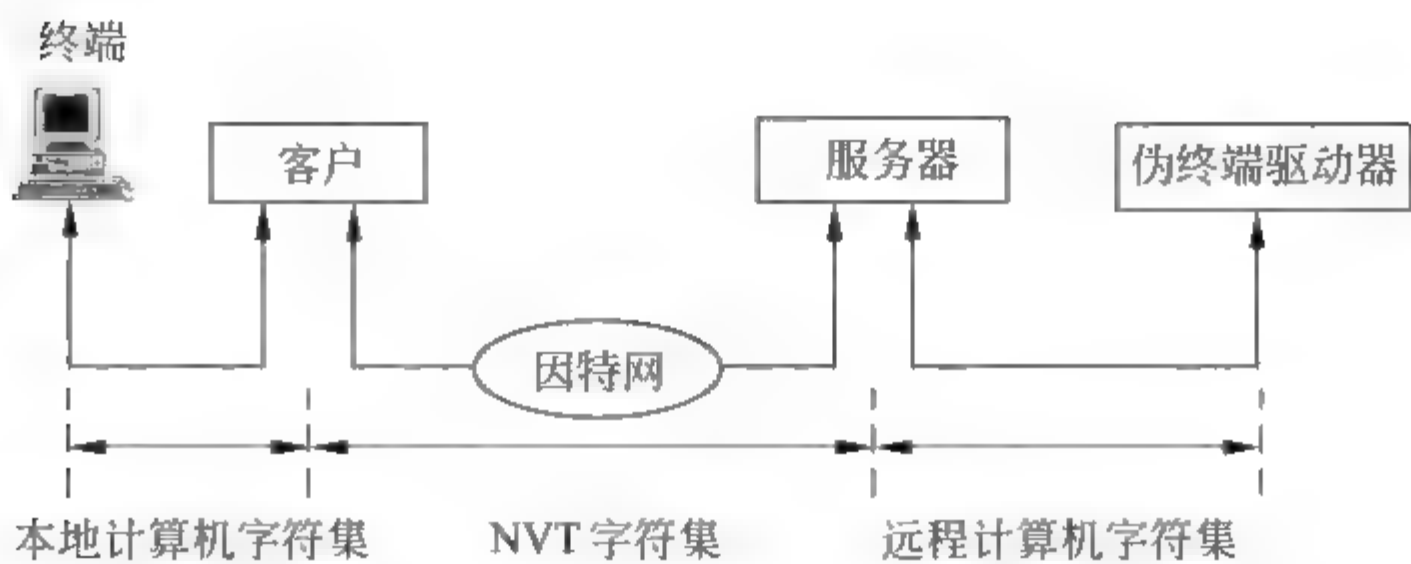 终端
客户
服务器
伪终端驱动器
因特网
本地计算机字符集
NVT 字符集
远程计算机字符集